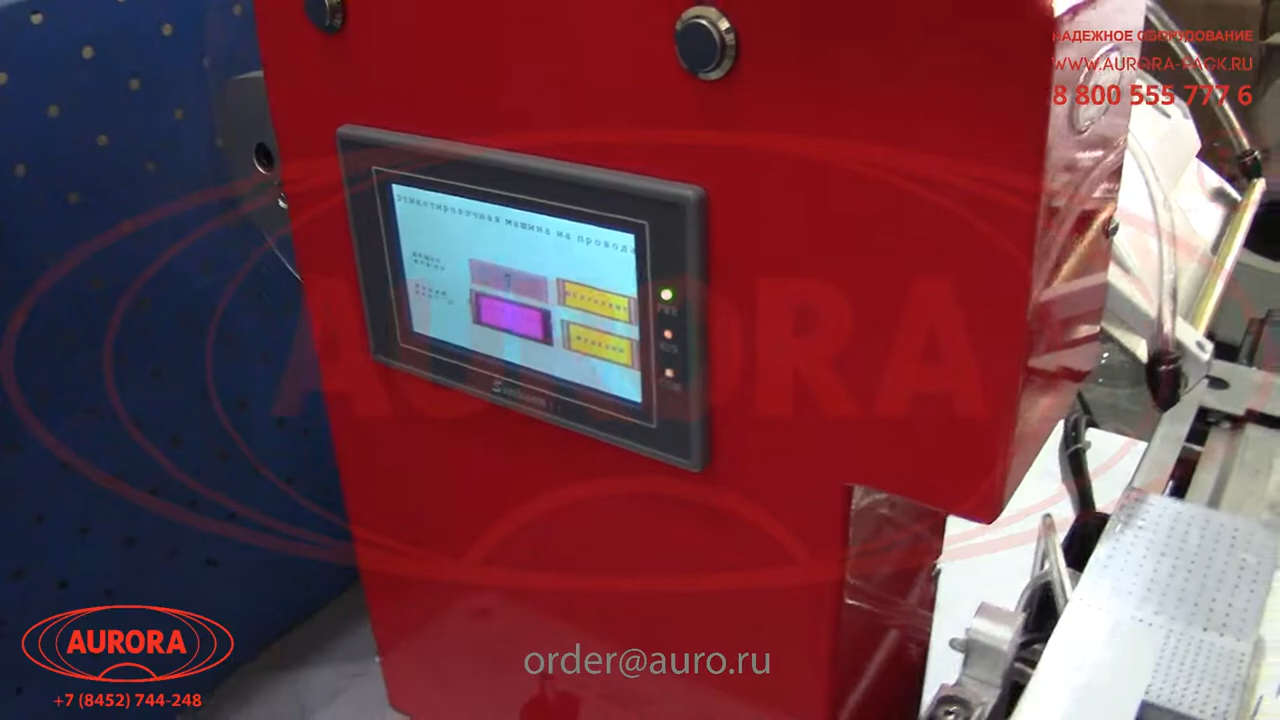 НАДЕЖНОЕ ОБОРУДОВАНИЕ
WWW.AURORA-PACK.RU
8 800 555 777 6
этикетировочная машина на провода
AURORA
PWR
COM
order@auro.ru
AURORA
+7 (8452) 744-248